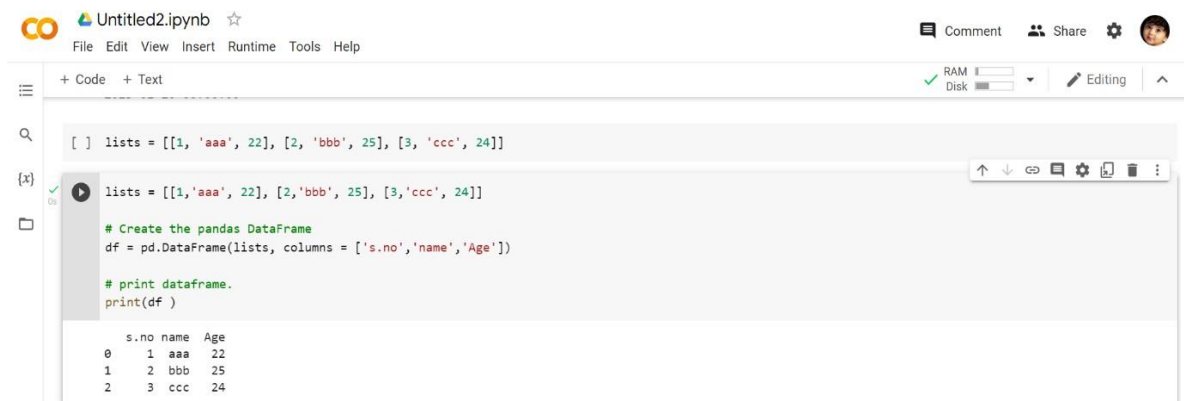 Untitled2.ipynb
File Edit View Insert Runtime Tools Help
Comment Share
+ Code + Text
RAM
Disk
Editing
[ ] lists = [[1, 'aaa', 22], [2, 'bbb', 25], [3, 'ccc', 24]]
{x}
0s
lists = [[1,'aaa', 22], [2,'bbb', 25], [3,'ccc', 24]]
# Create the pandas DataFrame
df = pd.DataFrame(lists, columns = ['s.no','name','Age'])
# print dataframe.
print(df )
s.no name Age
0 1 aaa 22
1 2 bbb 25
2 3 ccc 24